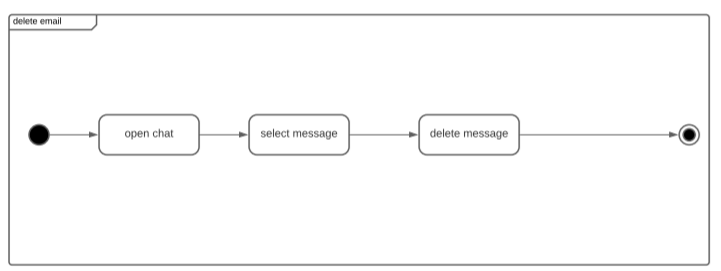 delete email
open chat
select message
delete message